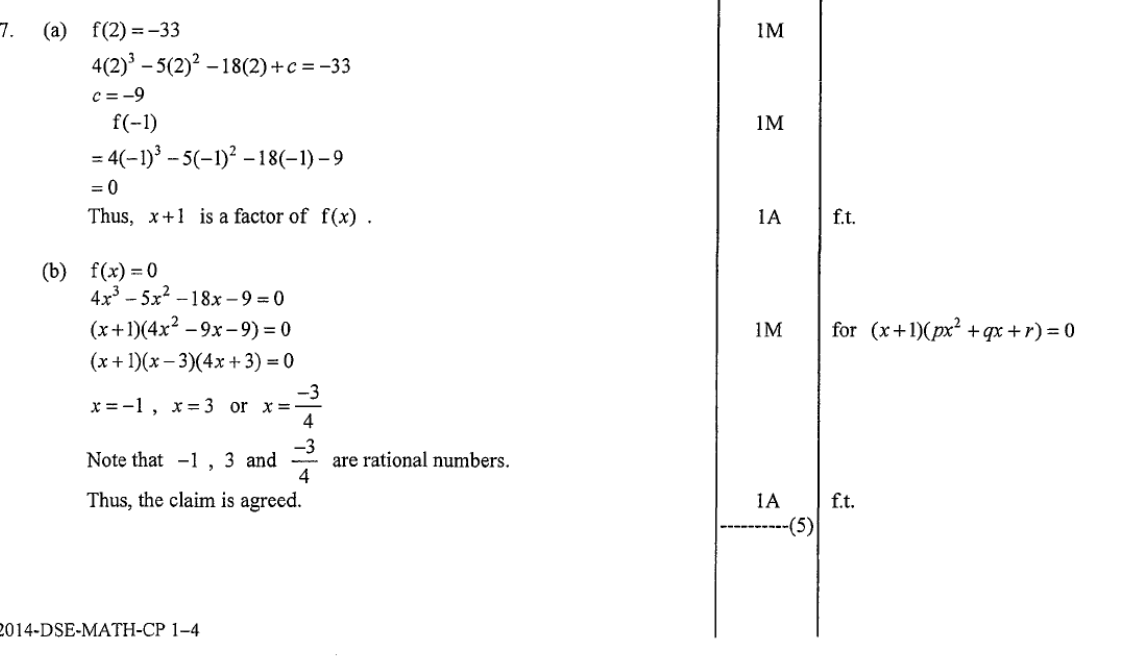 7. (a) f(2) = −33 1M
4(2)³ − 5(2)² − 18(2) + c = −33
c = −9
f(−1) 1M
= 4(−1)³ − 5(−1)² − 18(−1) − 9
= 0
Thus, x + 1 is a factor of f(x) . 1A f.t.
(b) f(x) = 0
4x³ − 5x² − 18x − 9 = 0
(x + 1)(4x² − 9x − 9) = 0 1M for (x + 1)(px² + qx + r) = 0
(x + 1)(x − 3)(4x + 3) = 0
x = −1 , x = 3 or x = −3/4
Note that −1 , 3 and −3/4 are rational numbers.
Thus, the claim is agreed. 1A f.t.
----------(5)
2014-DSE-MATH-CP 1–4